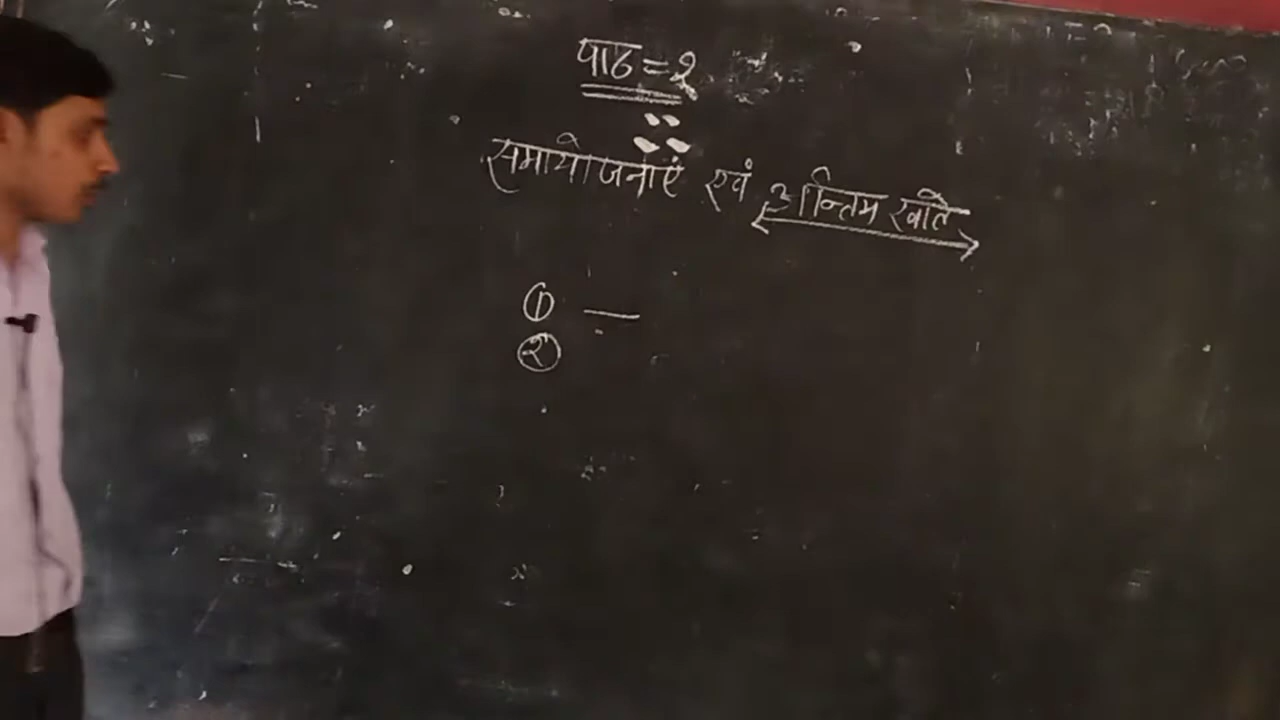 पाठ = २
समायोजनाएं एवं अन्तिम खाते
① —
②